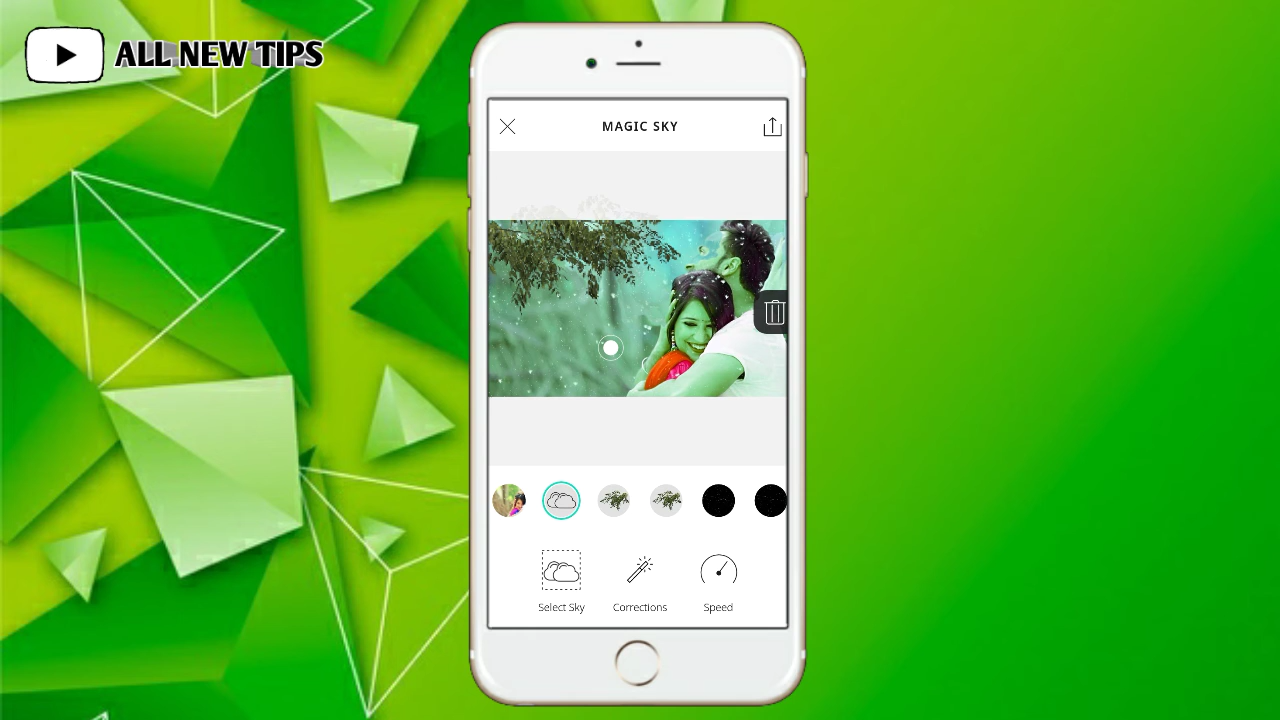 ALL NEW TIPS
MAGIC SKY
Select Sky
Corrections
Speed